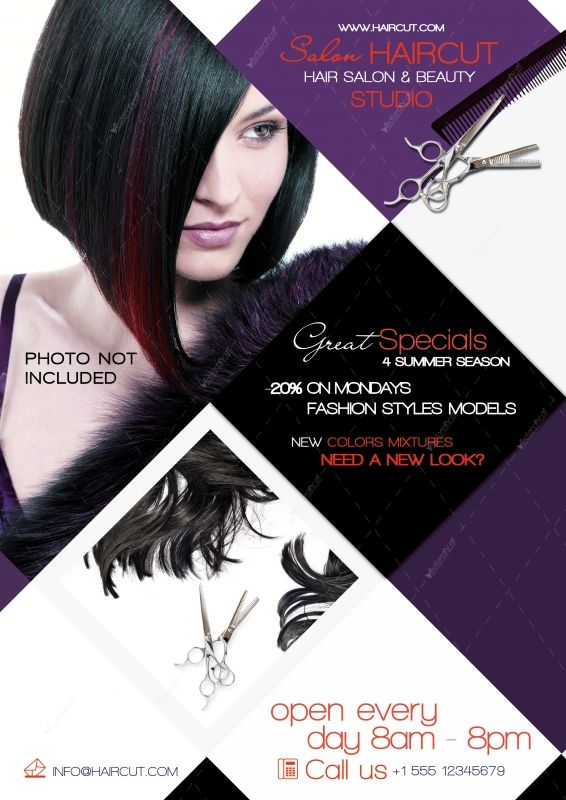 WWW.HAIRCUT.COM
Salon HAIRCUT
HAIR SALON & BEAUTY
STUDIO
Great Specials
4 SUMMER SEASON
-20% ON MONDAYS
FASHION STYLES MODELS
NEW COLORS MIXTURES
NEED A NEW LOOK?
PHOTO NOT
INCLUDED
open every
day 8am - 8pm
Call us +1 555 12345679
INFO@HAIRCUT.COM